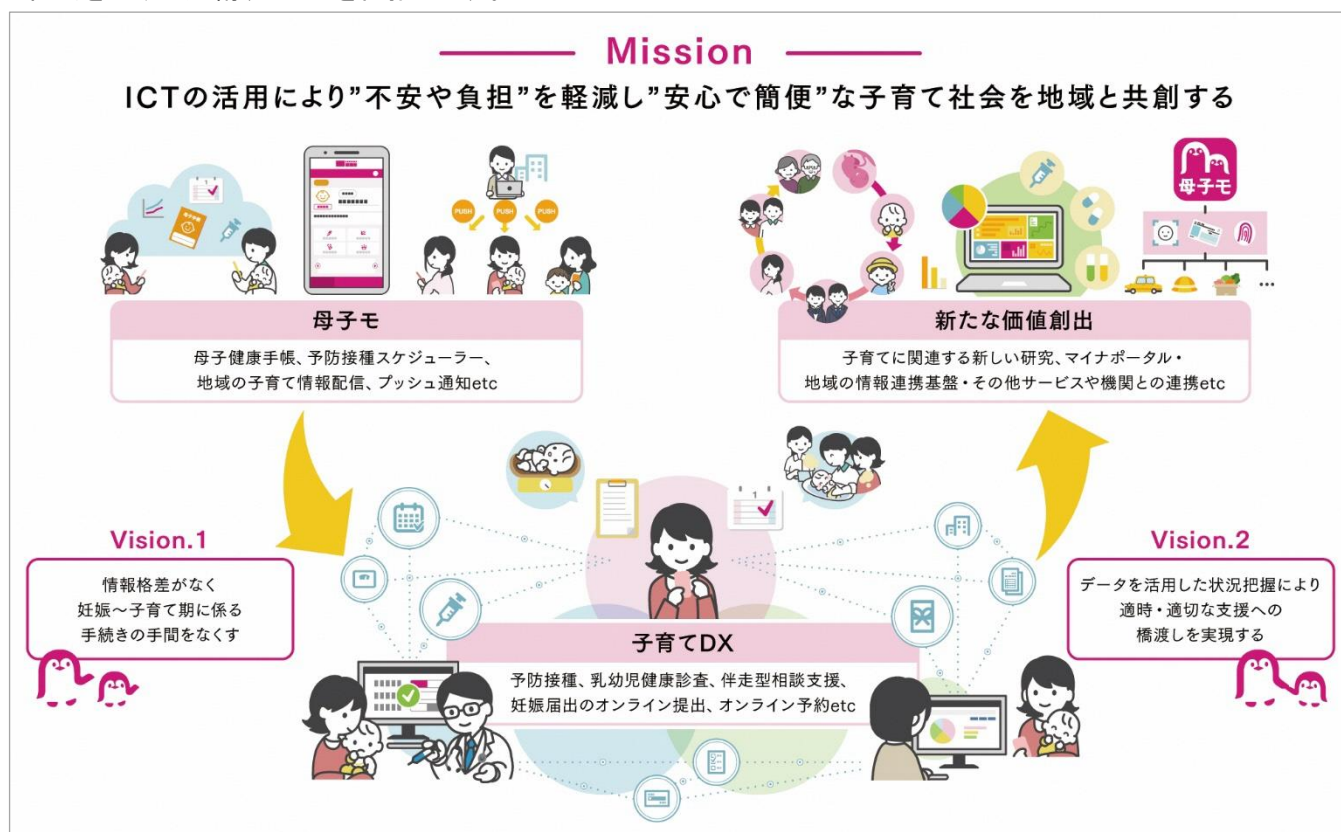 Mission
ICTの活用により”不安や負担”を軽減し”安心で簡便”な子育て社会を地域と共創する
母子手帳
PUSH
PUSH
PUSH
母子モ
母子モ
母子健康手帳、予防接種スケジューラー、
地域の子育て情報配信、プッシュ通知etc
新たな価値創出
子育てに関連する新しい研究、マイナポータル・
地域の情報連携基盤・その他サービスや機関との連携etc
1
Vision.1
情報格差がなく
妊娠～子育て期に係る
手続きの手間をなくす
Vision.2
データを活用した状況把握により
適時・適切な支援への
橋渡しを実現する
子育てDX
予防接種、乳幼児健康診査、伴走型相談支援、
妊娠届出のオンライン提出、オンライン予約etc